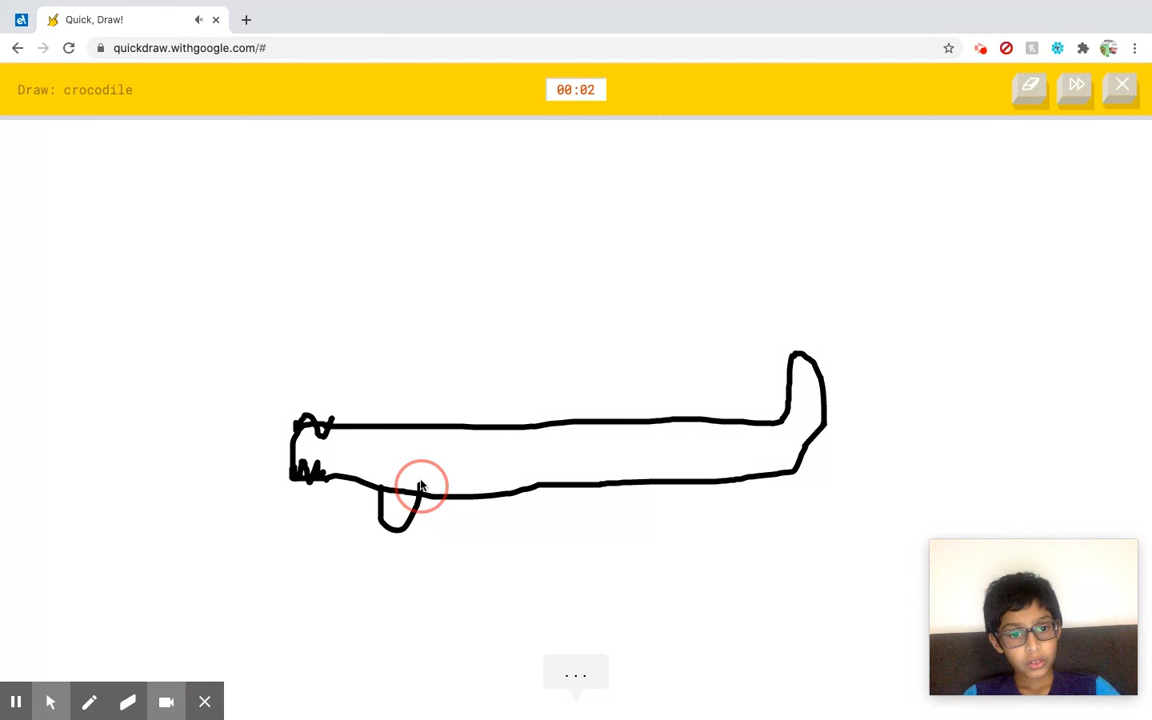 Quick, Draw!
quickdraw.withgoogle.com/#
Draw: crocodile
00:02
...